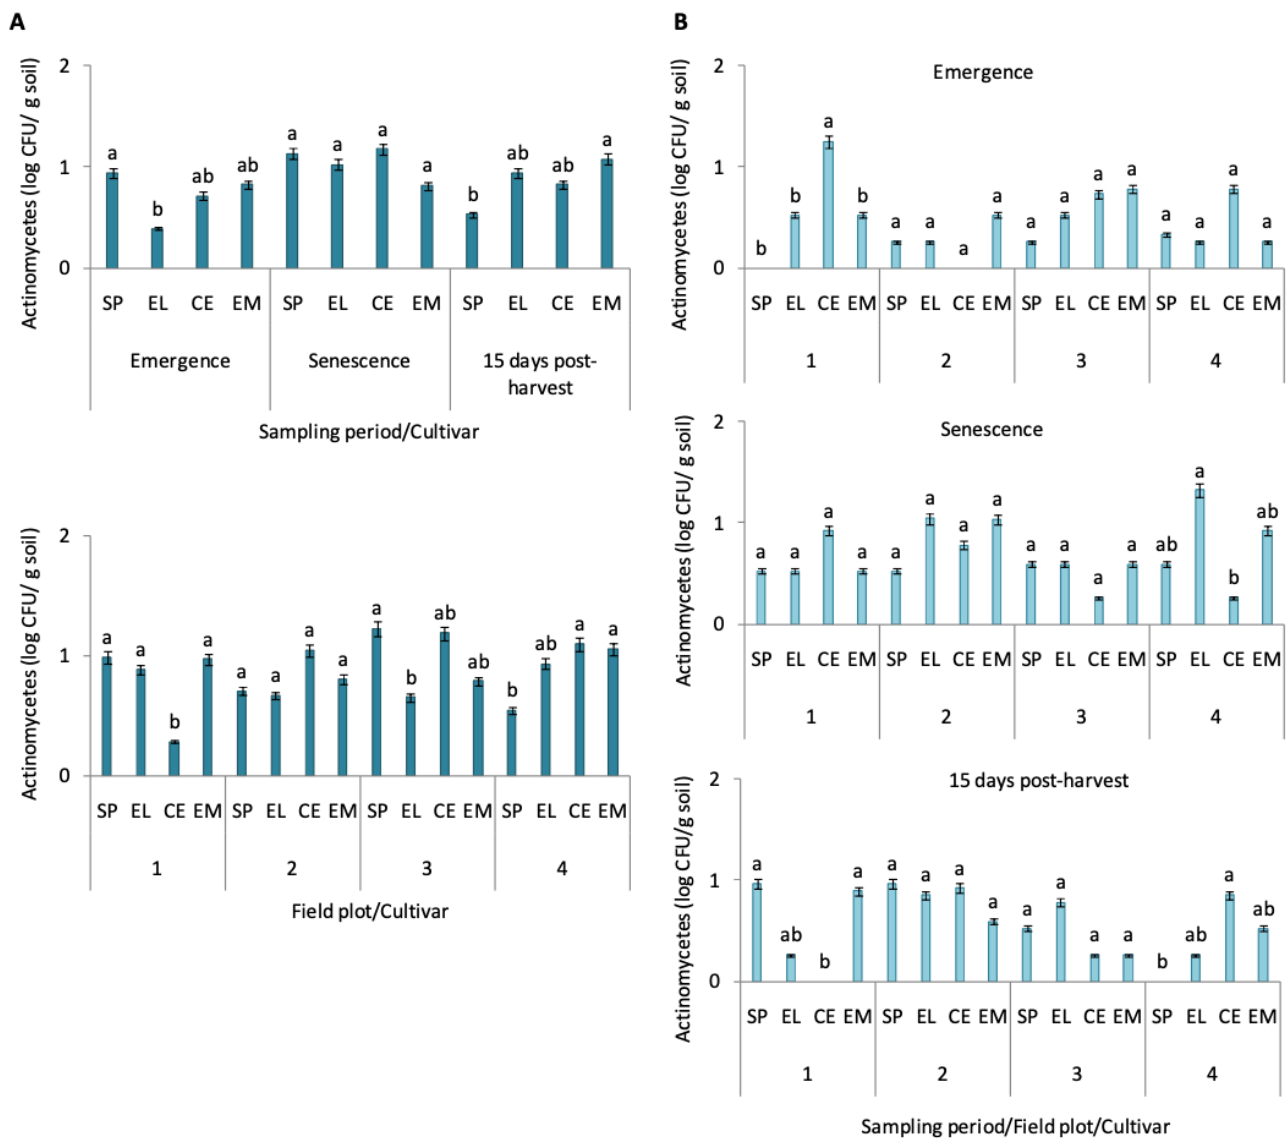 A
Actinomycetes (log CFU/ g soil)
2
1
0
a
b
ab
ab
a
a
a
a
b
ab
ab
a
SP EL CE EM SP EL CE EM SP EL CE EM
Emergence
Senescence
15 days post-
harvest
Sampling period/Cultivar
Actinomycetes (log CFU/ g soil)
2
1
0
a
a
b
a
a
a
a
a
a
b
ab
ab
b
ab
a
a
SP EL CE EM SP EL CE EM SP EL CE EM SP EL CE EM
1 2 3 4
Field plot/Cultivar
B
Emergence
Actinomycetes (log CFU/ g soil)
2
1
0
b
b
a
b
a
a
a
a
a
a
a
a
a
a
a
a
SP EL CE EM SP EL CE EM SP EL CE EM SP EL CE EM
1 2 3 4
Senescence
Actinomycetes (log CFU/ g soil)
2
1
0
a
a
a
a
a
a
a
a
a
a
a
a
ab
a
b
ab
SP EL CE EM SP EL CE EM SP EL CE EM SP EL CE EM
1 2 3 4
15 days post-harvest
Actinomycetes (log CFU/g soil)
2
1
0
a
ab
b
a
a
a
a
a
a
a
a
a
b
ab
a
ab
SP EL CE EM SP EL CE EM SP EL CE EM SP EL CE EM
1 2 3 4
Sampling period/Field plot/Cultivar